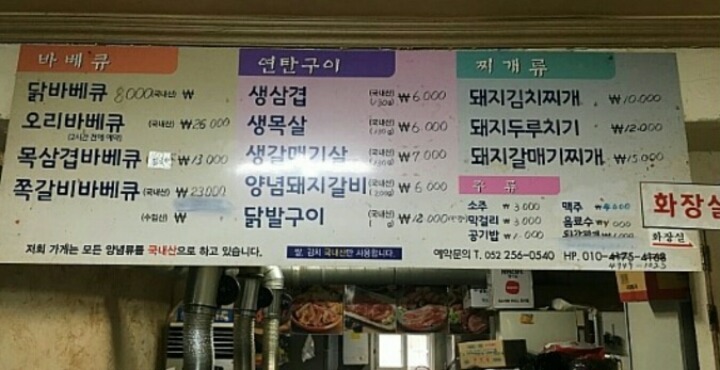 바베큐
닭바베큐 8000 (국내산) ₩
오리바베큐 (국내산) ₩26000
(2시간 전에 예약)
목삼겹바베큐 ₩13,000
쪽갈비바베큐 (국내산) ₩23,000
(수입산) ₩
연탄구이
생삼겹 (국내산) ₩6,000
생목살 (국내산) ₩6,000
생갈매기살 (국내산) ₩7,000
양념돼지갈비 (국내산) ₩6,000
닭발구이 (국내산) ₩12,000
찌개류
돼지김치찌개 ₩10,000
돼지두루치기 ₩12,000
돼지갈매기찌개 ₩15,000
주류
소주 ₩3,000 맥주
막걸리 ₩3,000 음료수
공기밥 ₩1,000
화장실
화장실
저희 가게는 모든 양념류를 국내산으로 하고 있습니다.
쌀, 김치 국내산만 사용합니다.
예약문의 T. 052 256-0540 HP. 010-4175-4168